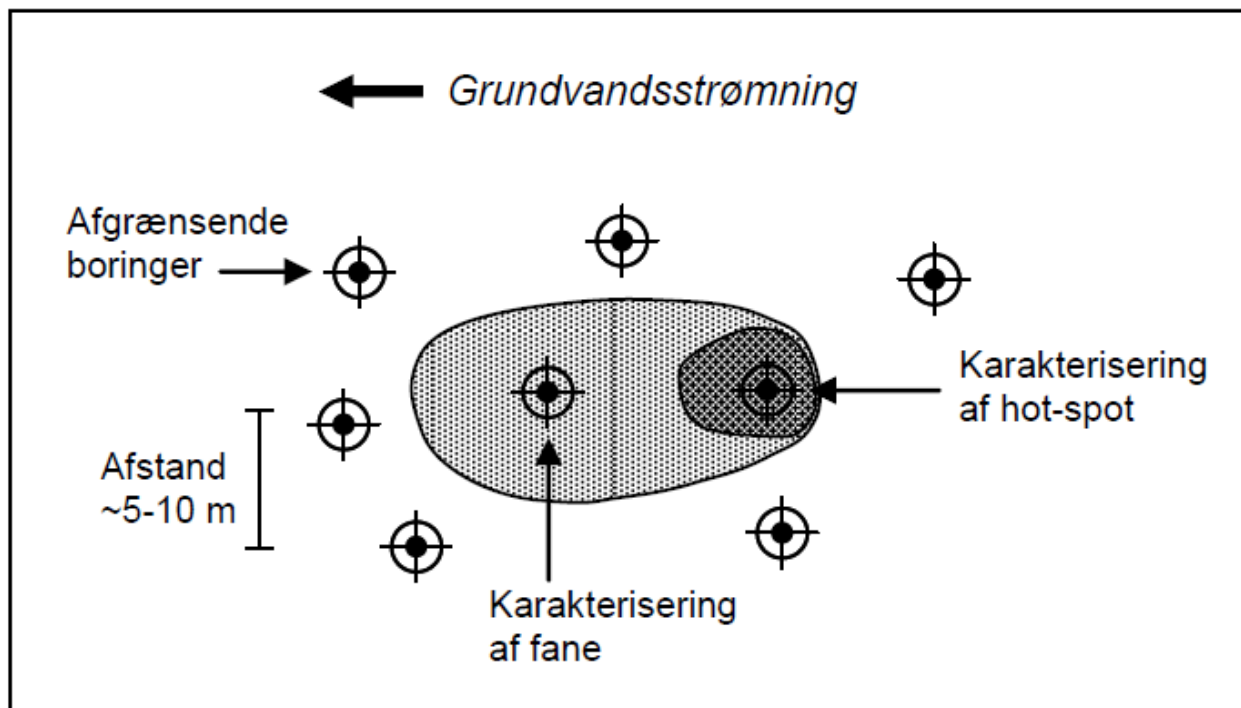 Grundvandsstrømning
Afgrænsende
boringer
Karakterisering
af hot-spot
Afstand
~5-10 m
Karakterisering
af fane